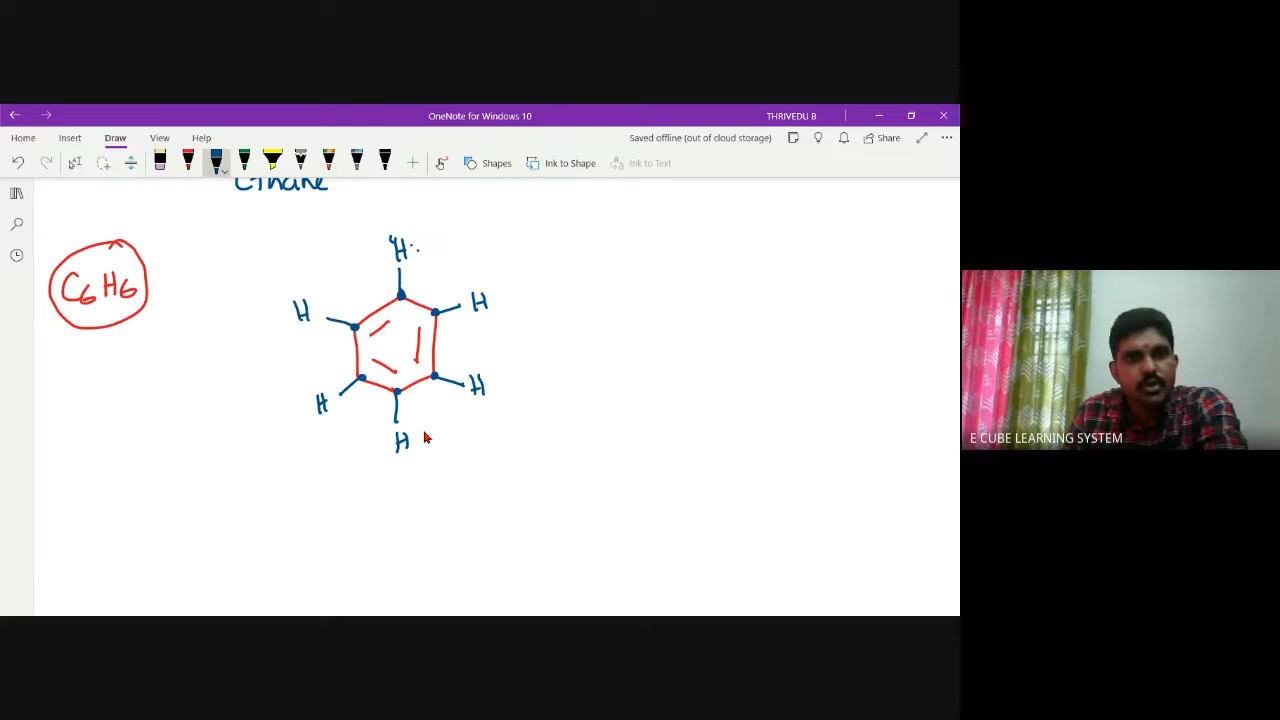 OneNote for Windows 10
THRIVEDU B
Home Insert Draw View Help
Saved offline (out of cloud storage)
Share
Shapes
Ink to Shape
Ink to Text
H
C6H6
H
H
H
H
H
E CUBE LEARNING SYSTEM